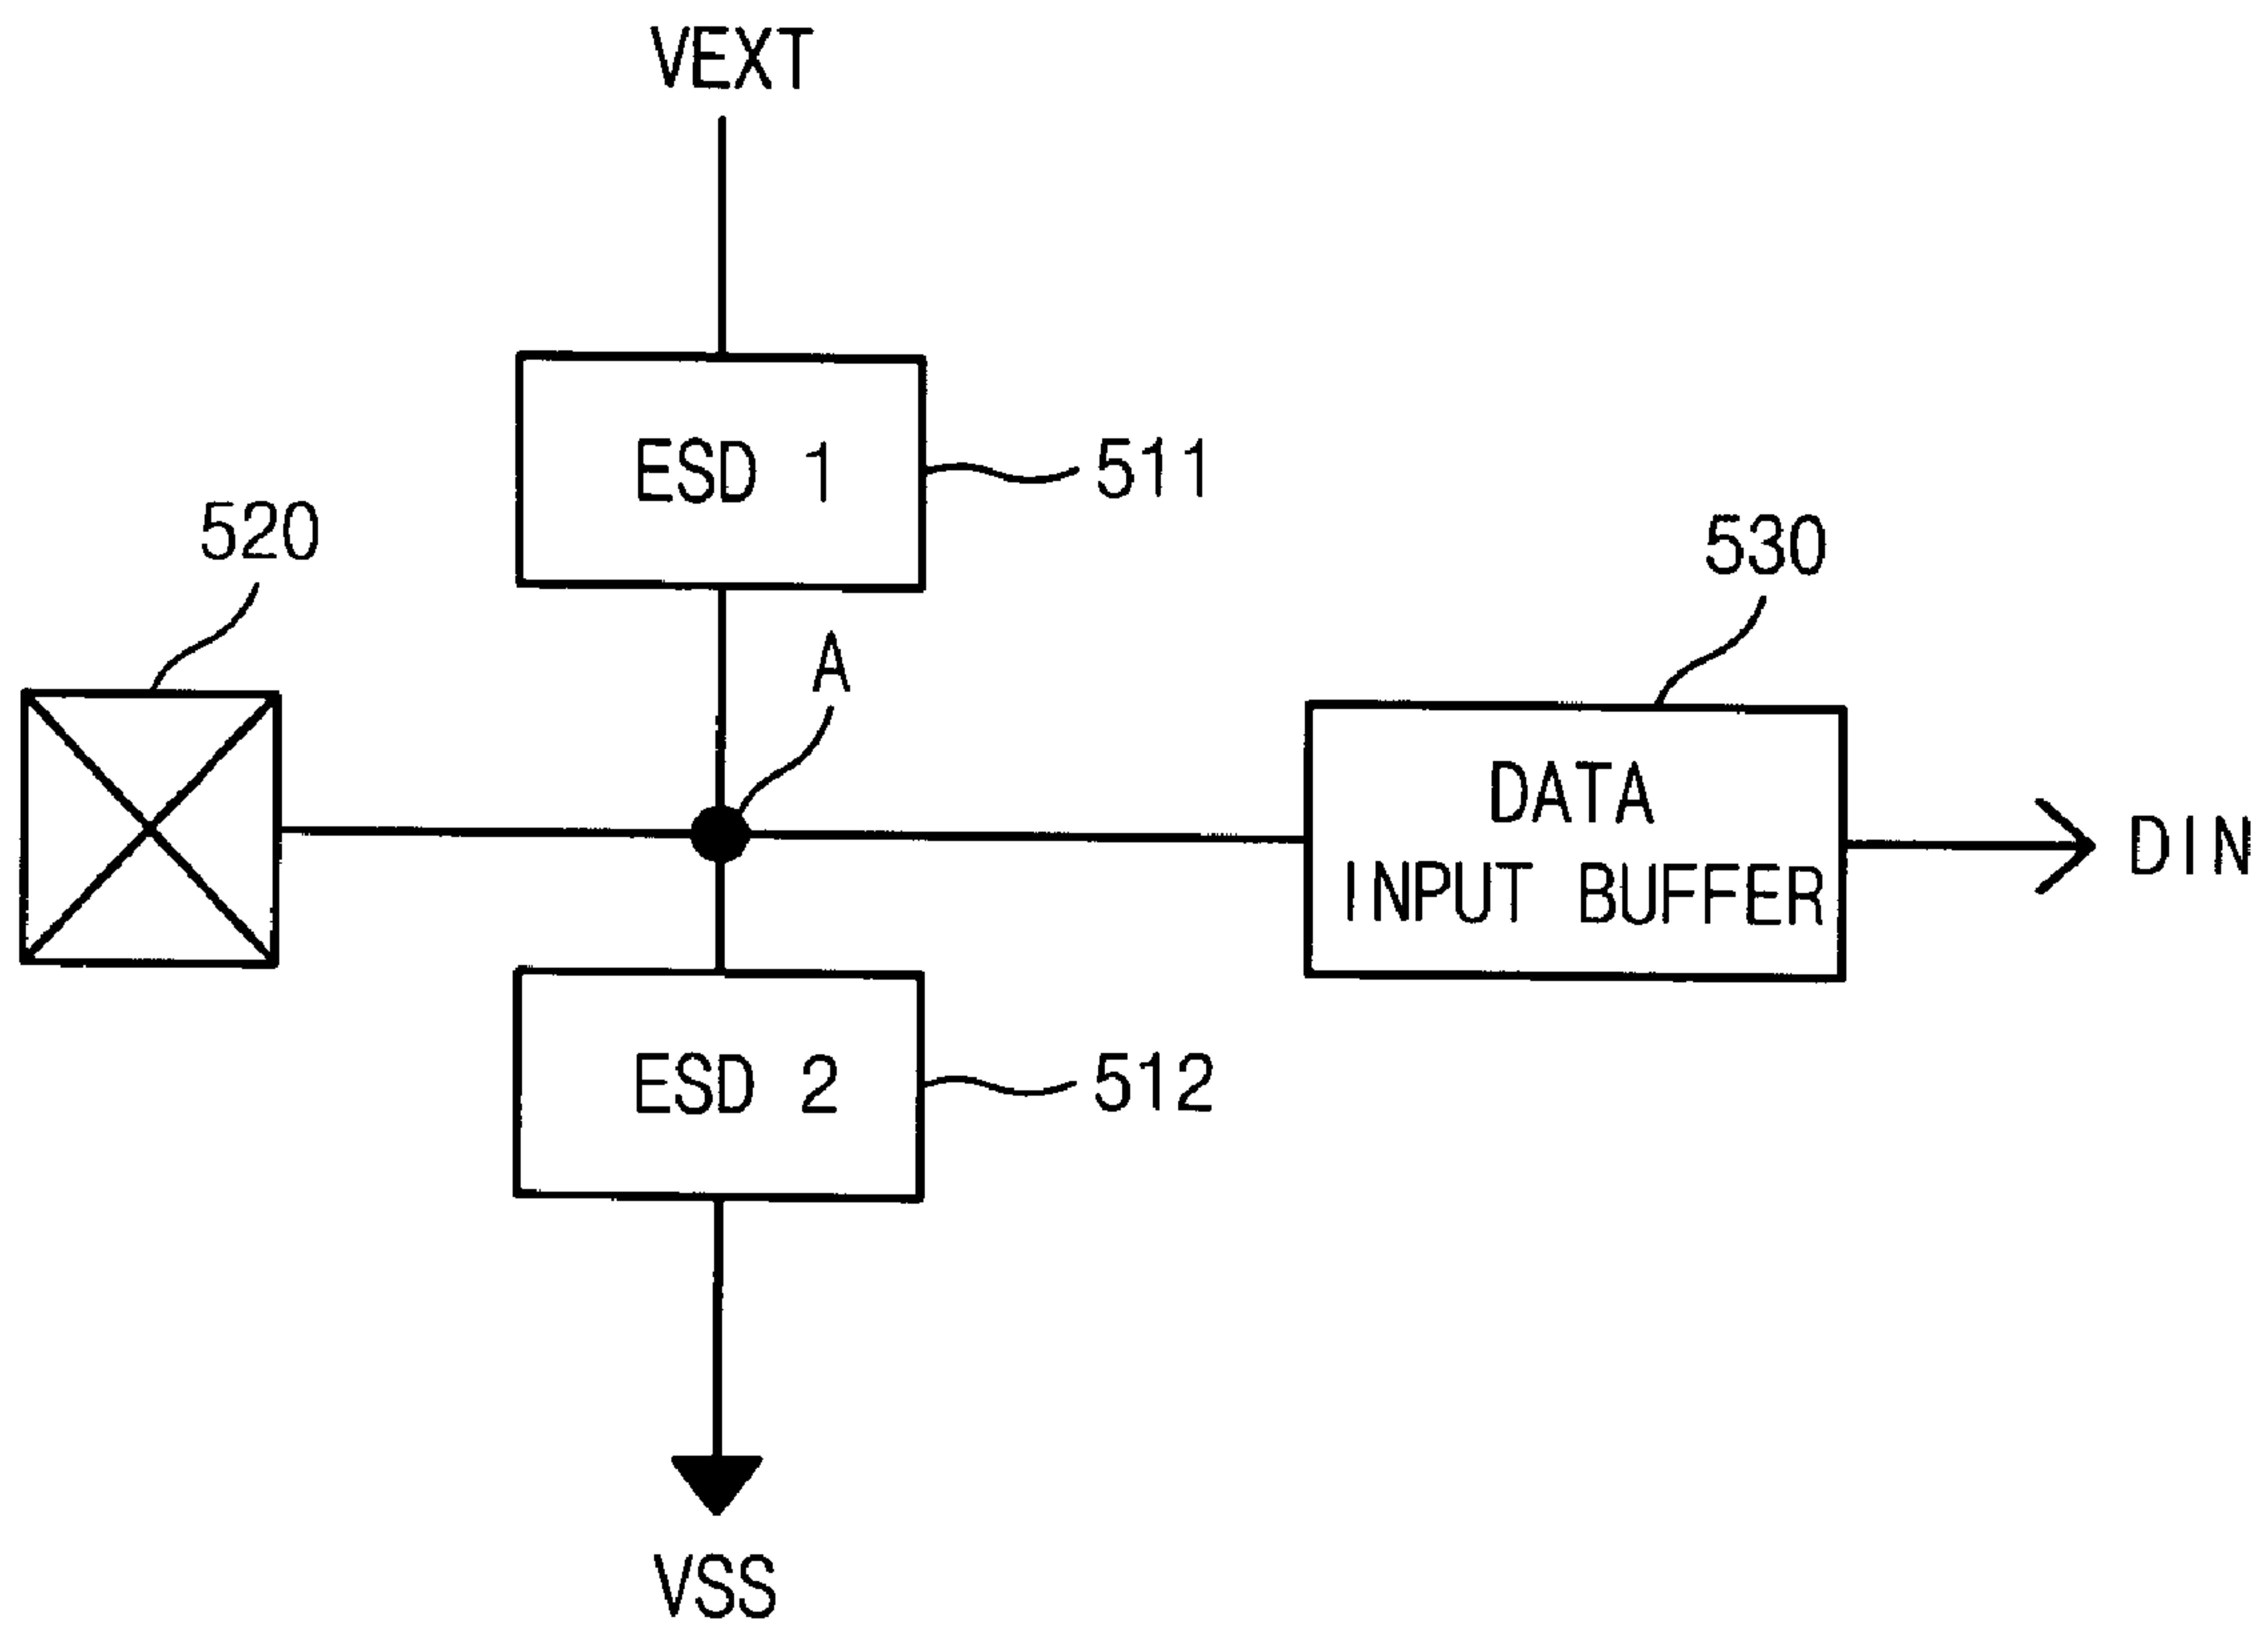 VEXT
ESD 1
511
520
530
A
DATA
INPUT BUFFER
DIN
ESD 2
512
VSS